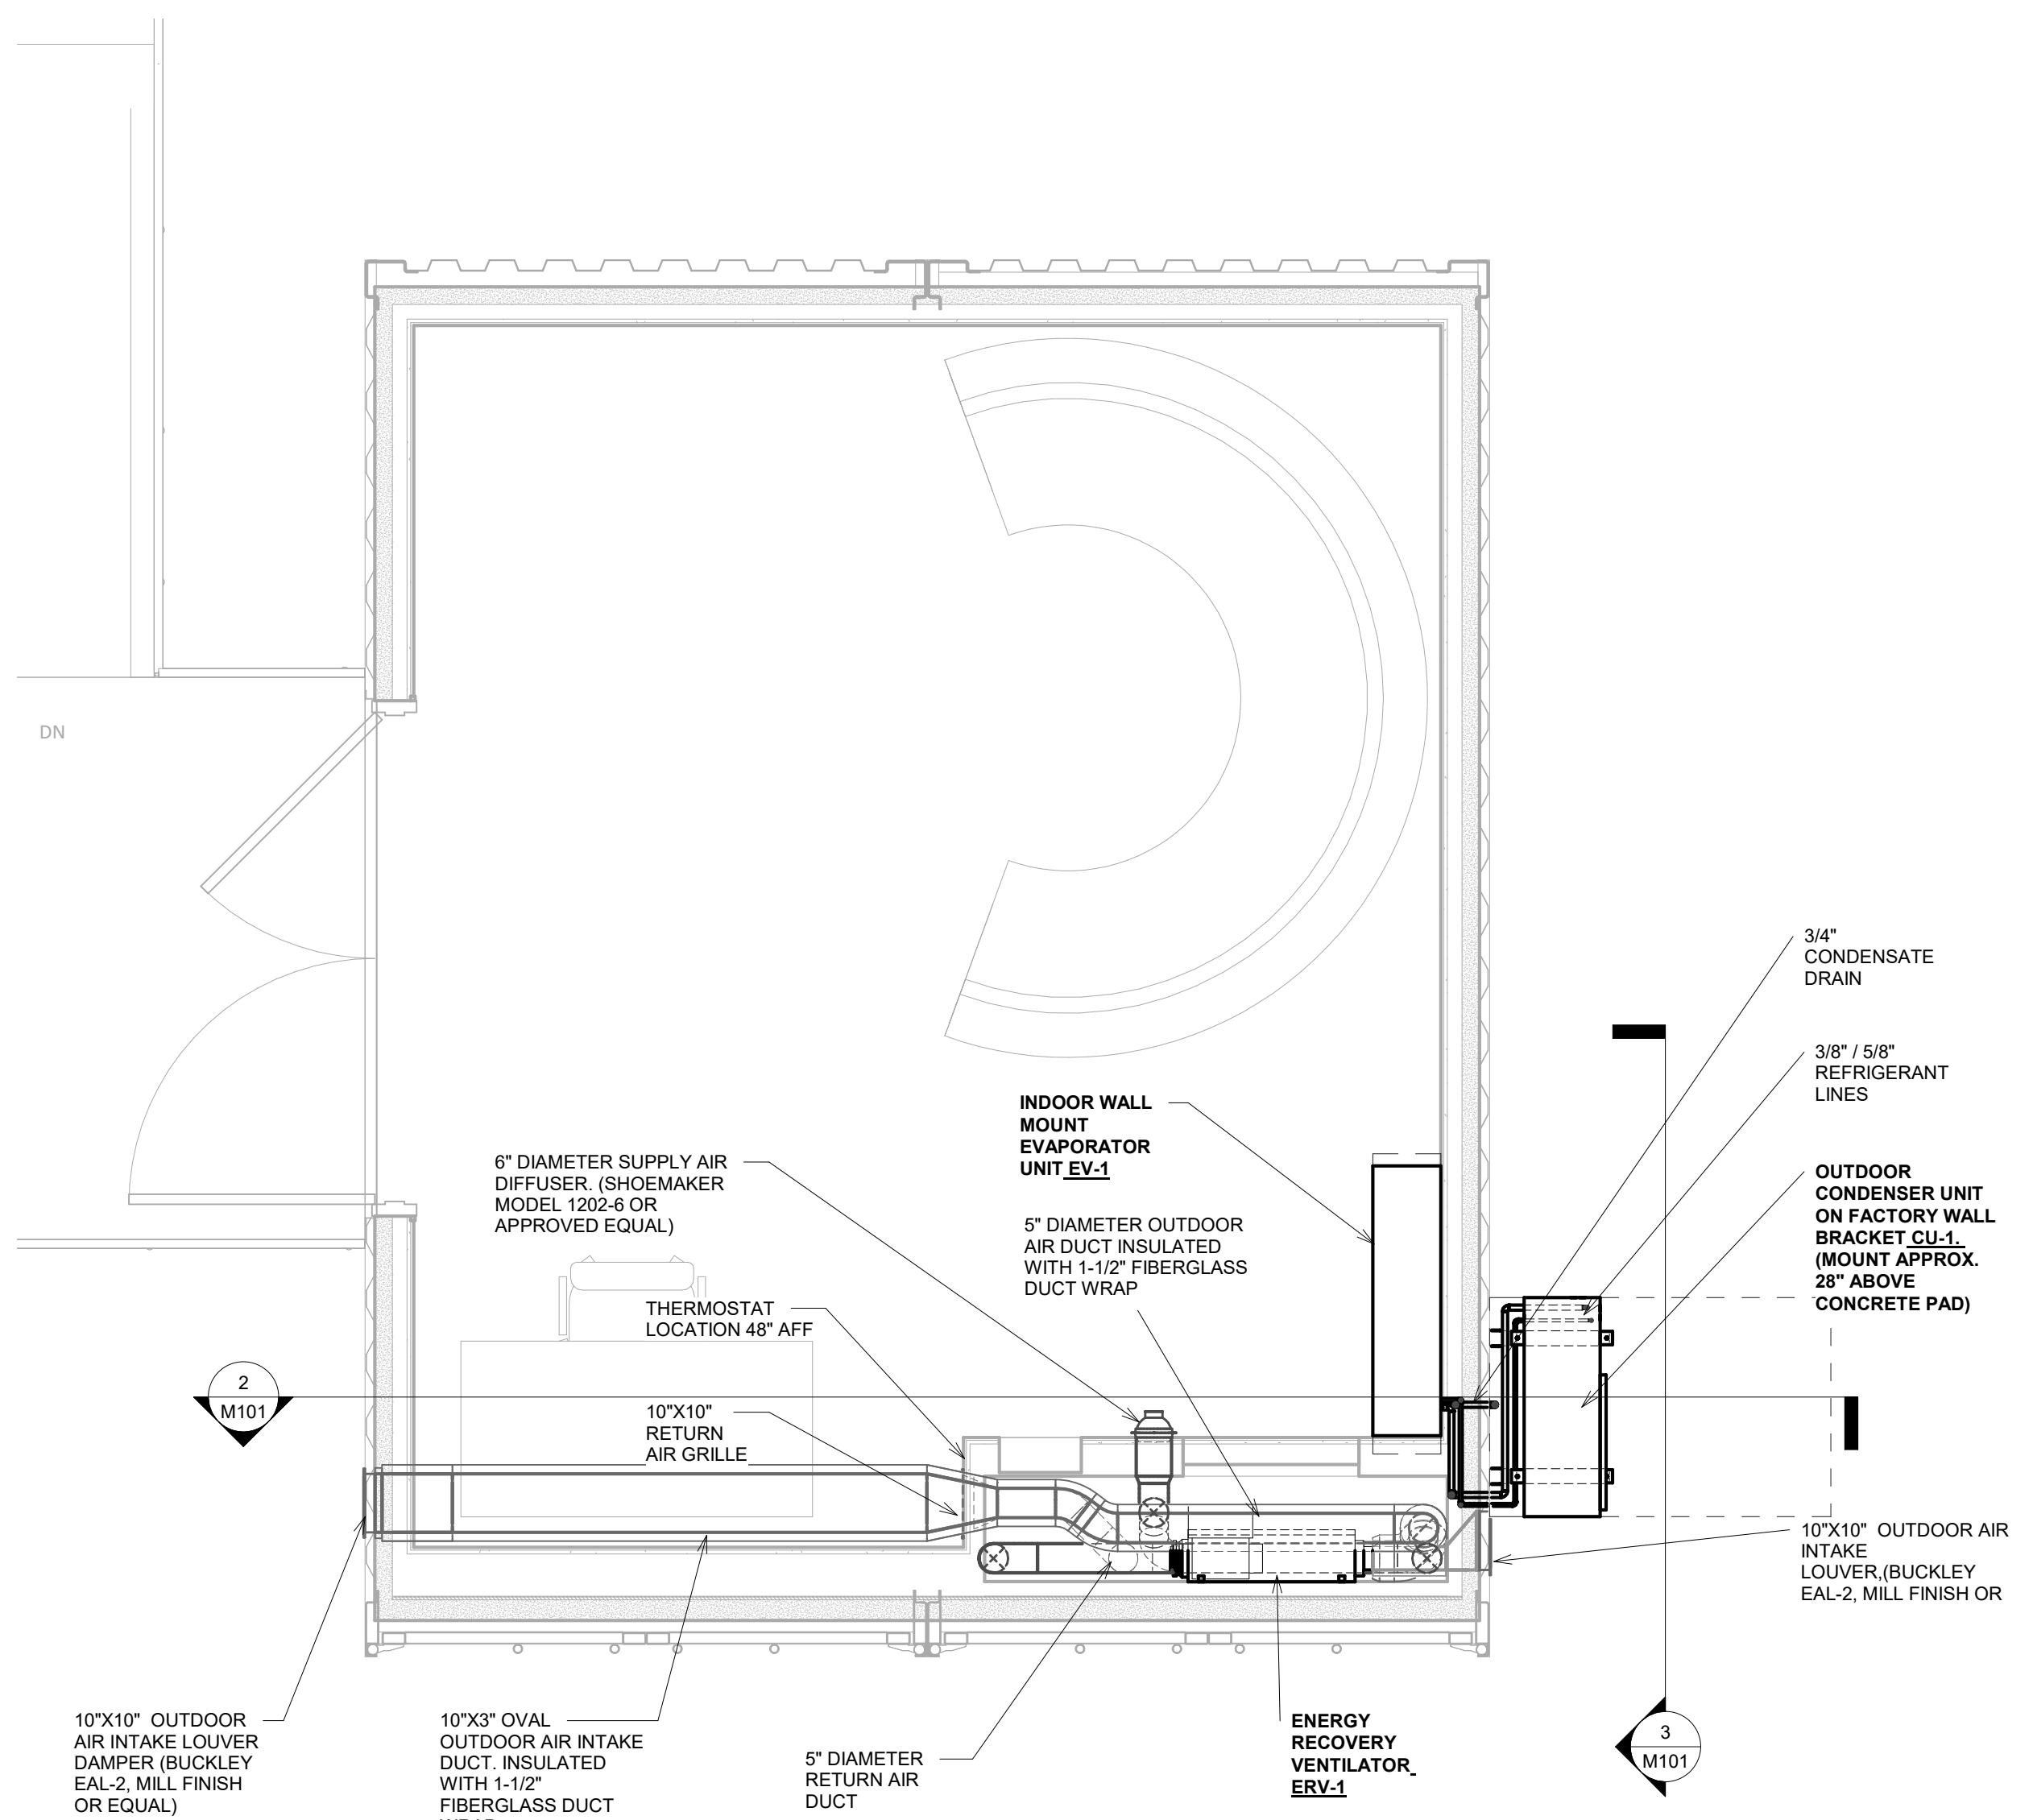 DN
3/4"
CONDENSATE
DRAIN
3/8" / 5/8"
REFRIGERANT
LINES
INDOOR WALL
MOUNT
EVAPORATOR
UNIT EV-1
6" DIAMETER SUPPLY AIR
DIFFUSER. (SHOEMAKER
MODEL 1202-6 OR
APPROVED EQUAL)
OUTDOOR
CONDENSER UNIT
ON FACTORY WALL
BRACKET CU-1.
(MOUNT APPROX.
28" ABOVE
CONCRETE PAD)
5" DIAMETER OUTDOOR
AIR DUCT INSULATED
WITH 1-1/2" FIBERGLASS
DUCT WRAP
THERMOSTAT
LOCATION 48" AFF
2
M101
10"X10"
RETURN
AIR GRILLE
10"X10" OUTDOOR AIR
INTAKE
LOUVER,(BUCKLEY
EAL-2, MILL FINISH OR
10"X10" OUTDOOR
AIR INTAKE LOUVER
DAMPER (BUCKLEY
EAL-2, MILL FINISH
OR EQUAL)
10"X3" OVAL
OUTDOOR AIR INTAKE
DUCT. INSULATED
WITH 1-1/2"
FIBERGLASS DUCT
5" DIAMETER
RETURN AIR
DUCT
ENERGY
RECOVERY
VENTILATOR
ERV-1
3
M101